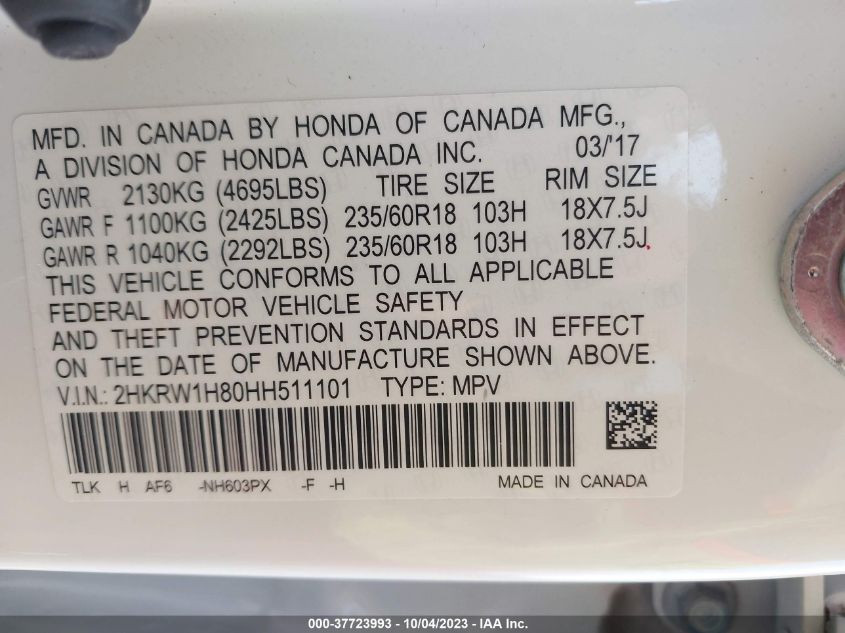 MFD. IN CANADA BY HONDA OF CANADA MFG.,
A DIVISION OF HONDA CANADA INC. 03/'17
GVWR 2130KG (4695LBS) TIRE SIZE RIM SIZE
GAWR F 1100KG (2425LBS) 235/60R18 103H 18X7.5J
GAWR R 1040KG (2292LBS) 235/60R18 103H 18X7.5J
THIS VEHICLE CONFORMS TO ALL APPLICABLE
FEDERAL MOTOR VEHICLE SAFETY
AND THEFT PREVENTION STANDARDS IN EFFECT
ON THE DATE OF MANUFACTURE SHOWN ABOVE.
V.I.N.: 2HKRW1H80HH511101 TYPE: MPV
TLK H AF6 -NH603PX -F -H MADE IN CANADA
000-37723993 - 10/04/2023 - IAA Inc.